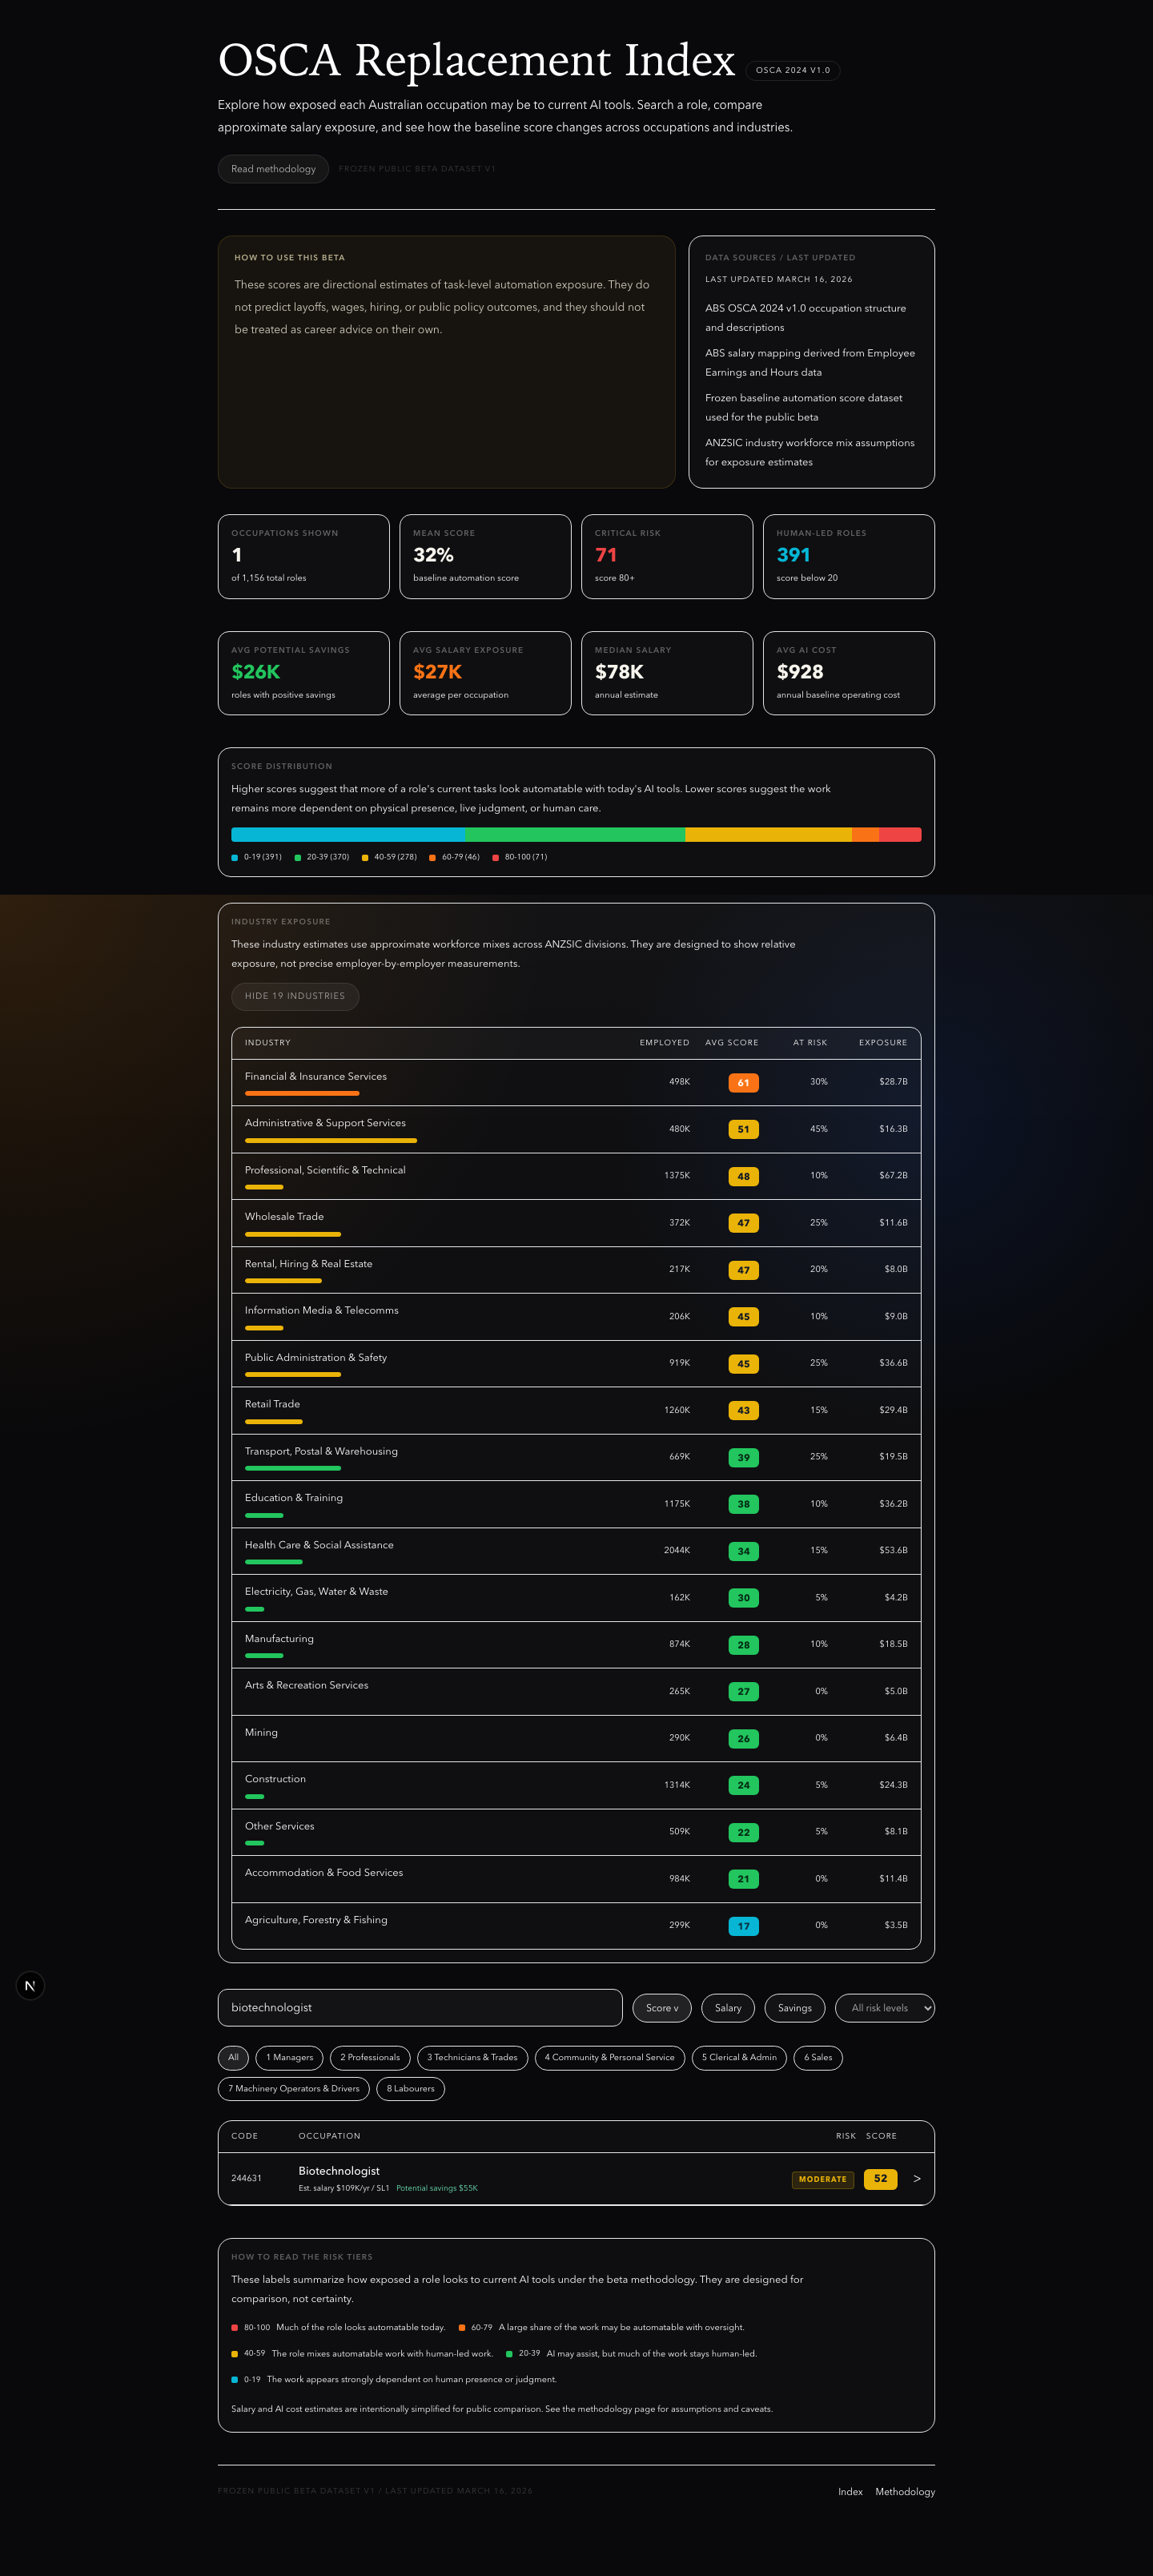 OSCA Replacement Index OSCA 2024 V1.0
Explore how exposed each Australian occupation may be to current AI tools. Search a role, compare
approximate salary exposure, and see how the baseline score changes across occupations and industries.
Read methodology FROZEN PUBLIC BETA DATASET V1
HOW TO USE THIS BETA
These scores are directional estimates of task-level automation exposure. They do
not predict layoffs, wages, hiring, or public policy outcomes, and they should not
be treated as career advice on their own.
DATA SOURCES / LAST UPDATED
LAST UPDATED MARCH 16, 2026
ABS OSCA 2024 v1.0 occupation structure
and descriptions
ABS salary mapping derived from Employee
Earnings and Hours data
Frozen baseline automation score dataset
used for the public beta
ANZSIC industry workforce mix assumptions
for exposure estimates
OCCUPATIONS SHOWN
1
of 1,156 total roles
MEAN SCORE
32%
baseline automation score
CRITICAL RISK
71
score 80+
HUMAN-LED ROLES
391
score below 20
AVG POTENTIAL SAVINGS
$26K
roles with positive savings
AVG SALARY EXPOSURE
$27K
average per occupation
MEDIAN SALARY
$78K
annual estimate
AVG AI COST
$928
annual baseline operating cost
SCORE DISTRIBUTION
Higher scores suggest that more of a role's current tasks look automatable with today's AI tools. Lower scores suggest the work
remains more dependent on physical presence, live judgment, or human care.
0-19 (391) 20-39 (370) 40-59 (278) 60-79 (46) 80-100 (71)
INDUSTRY EXPOSURE
These industry estimates use approximate workforce mixes across ANZSIC divisions. They are designed to show relative
exposure, not precise employer-by-employer measurements.
HIDE 19 INDUSTRIES
INDUSTRY EMPLOYED AVG SCORE AT RISK EXPOSURE
Financial & Insurance Services 498K 61 30% $28.7B
Administrative & Support Services 480K 51 45% $16.3B
Professional, Scientific & Technical 1375K 48 10% $67.2B
Wholesale Trade 372K 47 25% $11.6B
Rental, Hiring & Real Estate 217K 47 20% $8.0B
Information Media & Telecomms 206K 45 10% $9.0B
Public Administration & Safety 919K 45 25% $36.6B
Retail Trade 1260K 43 15% $29.4B
Transport, Postal & Warehousing 669K 39 25% $19.5B
Education & Training 1175K 38 10% $36.2B
Health Care & Social Assistance 2044K 34 15% $53.6B
Electricity, Gas, Water & Waste 162K 30 5% $4.2B
Manufacturing 874K 28 10% $18.5B
Arts & Recreation Services 265K 27 0% $5.0B
Mining 290K 26 0% $6.4B
Construction 1314K 24 5% $24.3B
Other Services 509K 22 5% $8.1B
Accommodation & Food Services 984K 21 0% $11.4B
Agriculture, Forestry & Fishing 299K 17 0% $3.5B
N
biotechnologist Score v Salary Savings All risk levels
All 1 Managers 2 Professionals 3 Technicians & Trades 4 Community & Personal Service 5 Clerical & Admin 6 Sales
7 Machinery Operators & Drivers 8 Labourers
CODE OCCUPATION RISK SCORE
244631 Biotechnologist MODERATE 52 >
Est. salary $109K/yr / SL1 Potential savings $55K
HOW TO READ THE RISK TIERS
These labels summarize how exposed a role looks to current AI tools under the beta methodology. They are designed for
comparison, not certainty.
80-100 Much of the role looks automatable today. 60-79 A large share of the work may be automatable with oversight.
40-59 The role mixes automatable work with human-led work. 20-39 AI may assist, but much of the work stays human-led.
0-19 The work appears strongly dependent on human presence or judgment.
Salary and AI cost estimates are intentionally simplified for public comparison. See the methodology page for assumptions and caveats.
FROZEN PUBLIC BETA DATASET V1 / LAST UPDATED MARCH 16, 2026 Index Methodology